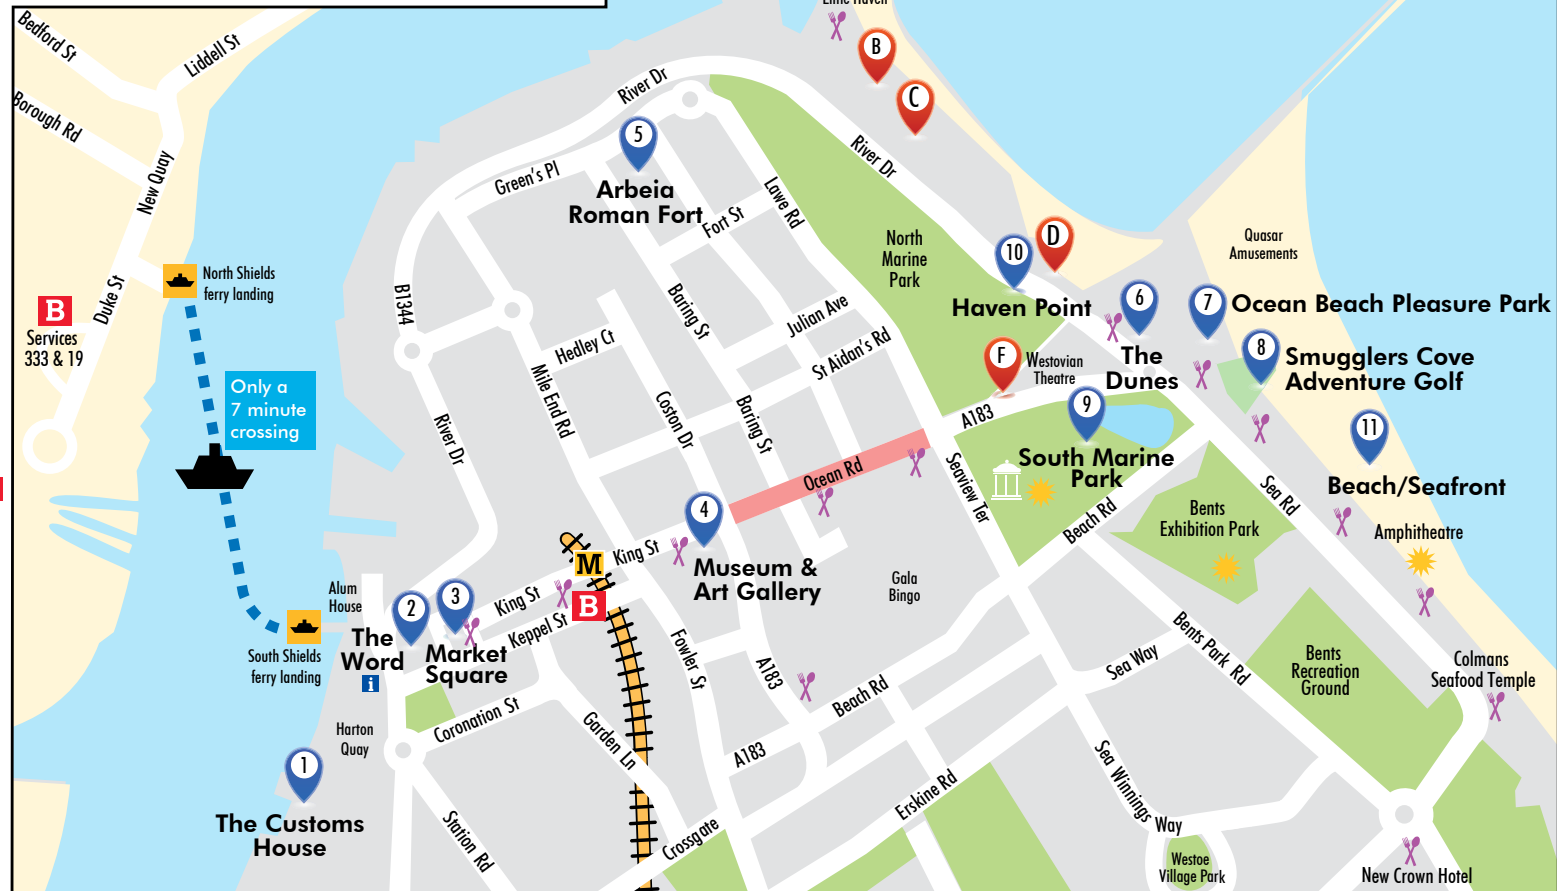 Bedford St
Liddell St
Borough Rd
New Quay
Duke St
North Shields
ferry landing
B
Services
333 & 19
Only a
7 minute
crossing
South Shields
ferry landing
River Dr
5
Arbeia
Roman Fort
Green's Pl
Fort St
Lawe Rd
B1344
Baring St
Julian Ave
St Aidan's Rd
Hedley Ct
Mile End Rd
Coston Dr
Baring St
River Dr
B
C
River Dr
North
Marine
Park
10
D
Haven Point
6
The
Dunes
7
Ocean Beach Pleasure Park
Quasar
Amusements
8
Smugglers Cove
Adventure Golf
F
Westovian
Theatre
A183
9
South Marine
Park
11
Beach/Seafront
Ocean Rd
Seaview Ter
Beach Rd
Bents
Exhibition Park
Sea Rd
Amphitheatre
4
Museum &
Art Gallery
King St
M
B
King St
Keppel St
Alum
House
2
The
Word
i
3
Market
Square
Gala
Bingo
Fowler St
A183
Beach Rd
A183
Sea Way
Bents Park Rd
Bents
Recreation
Ground
Colmans
Seafood Temple
Coronation St
Garden Ln
Harton
Quay
1
The Customs
House
Station Rd
Crossgate
Erskine Rd
Sea Winnings Way
Westoe
Village Park
New Crown Hotel